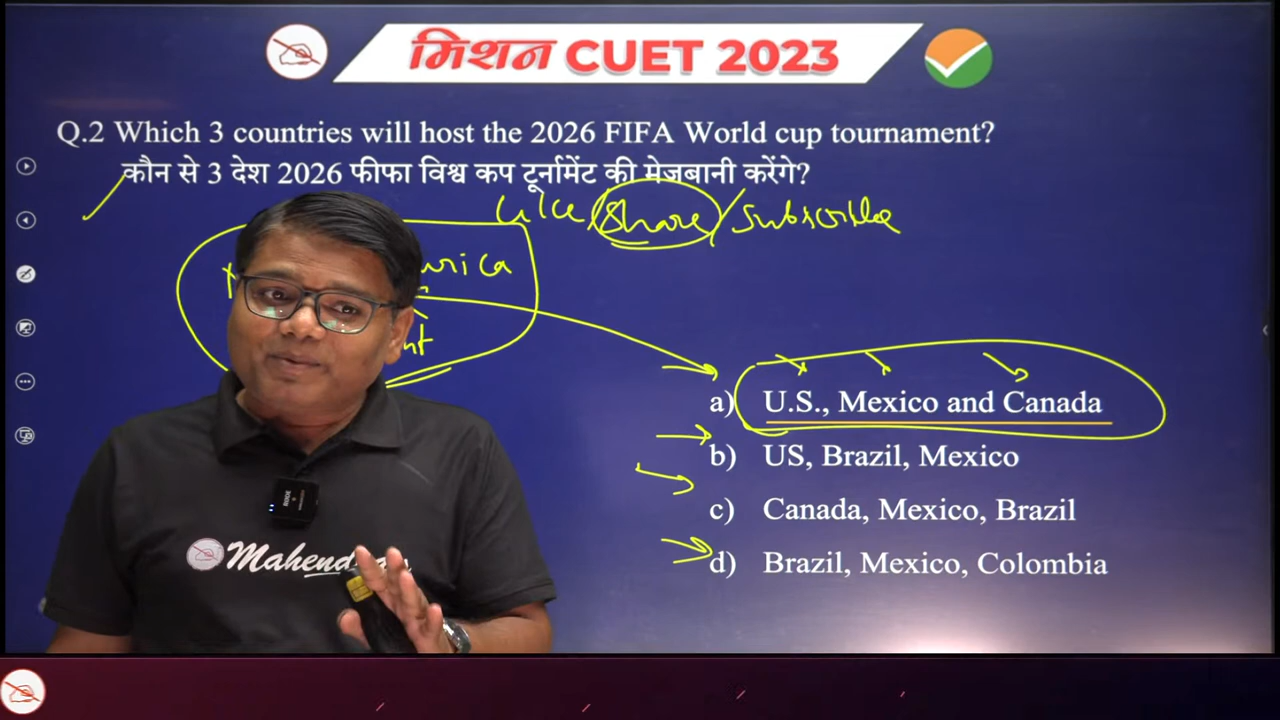 मिशन CUET 2023
Q.2 Which 3 countries will host the 2026 FIFA World cup tournament?
कौन से 3 देश 2026 फीफा विश्व कप टूर्नामेंट की मेजबानी करेंगे?
Like/Share/Subscribe
a) U.S., Mexico and Canada
b) US, Brazil, Mexico
c) Canada, Mexico, Brazil
d) Brazil, Mexico, Colombia
RODE